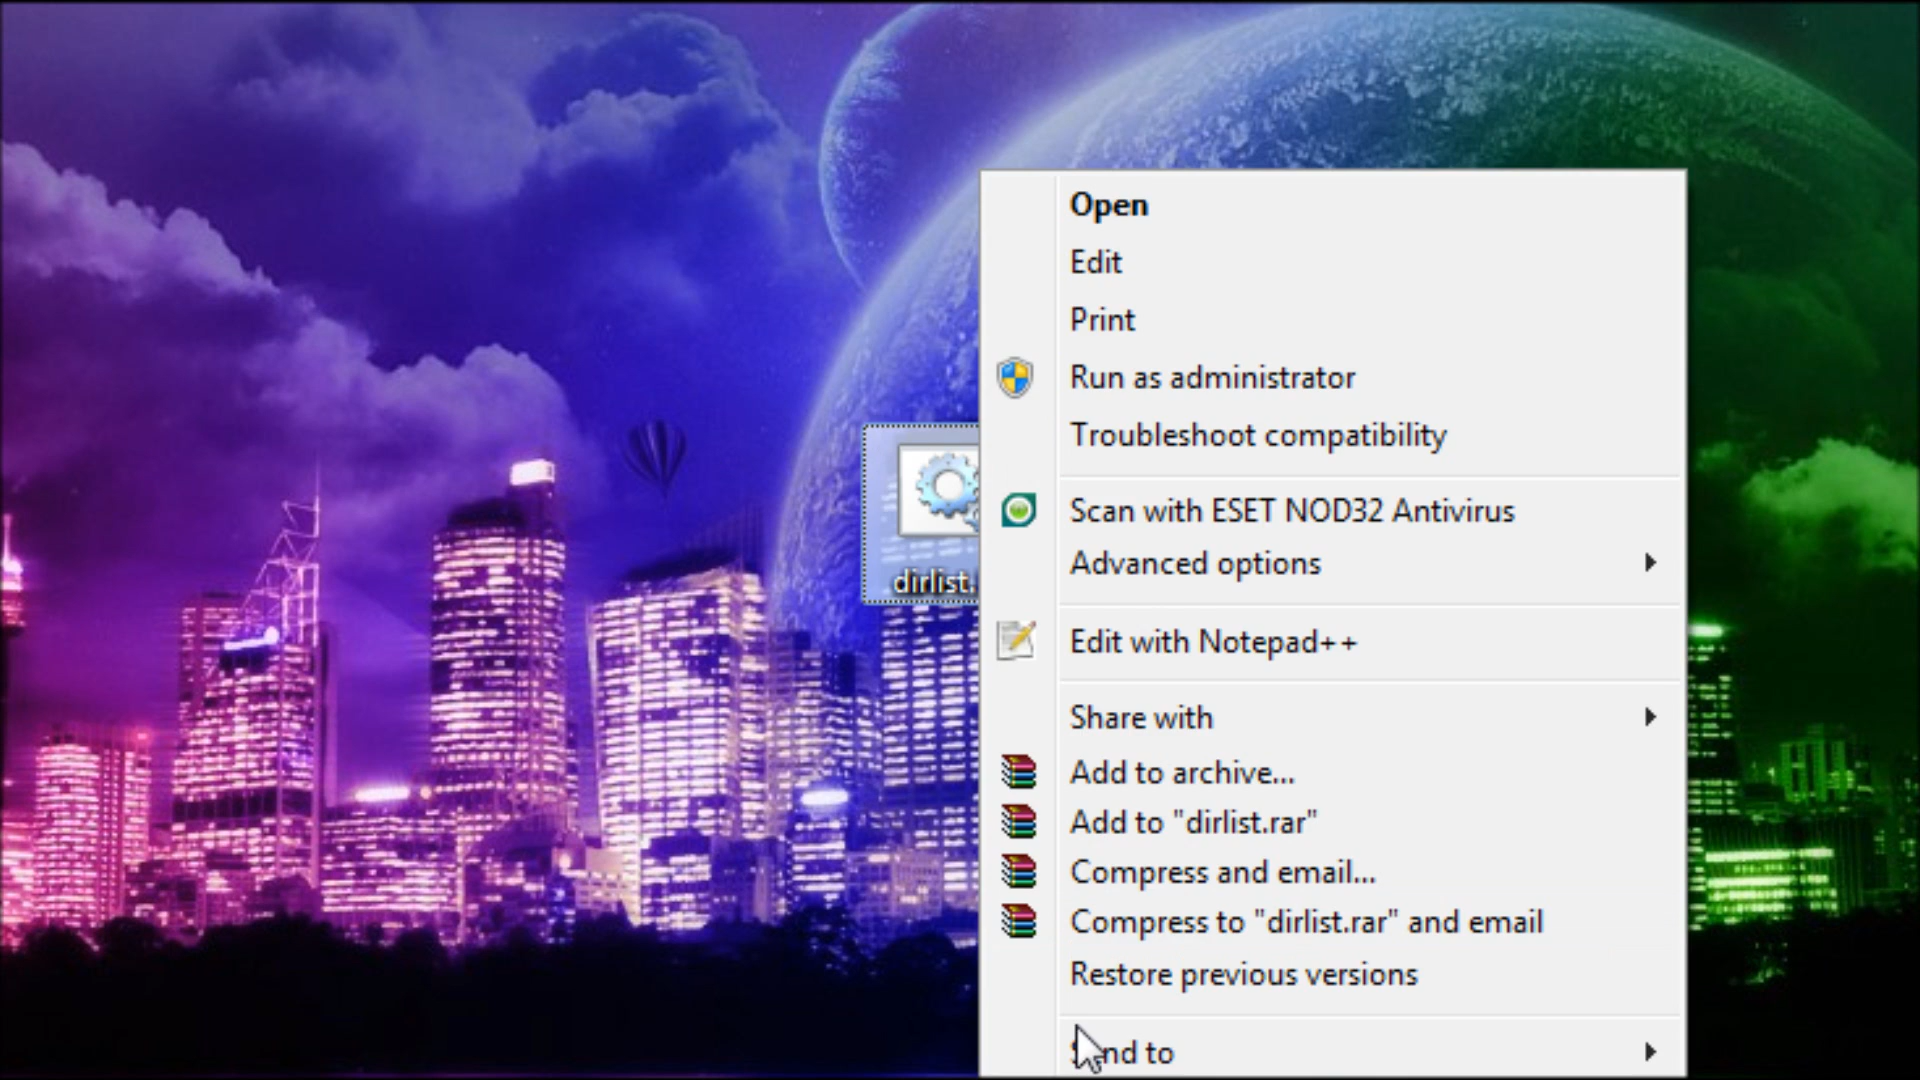 Open
Edit
Print
Run as administrator
Troubleshoot compatibility
Scan with ESET NOD32 Antivirus
Advanced options
dirlist.
Edit with Notepad++
Share with
Add to archive...
Add to "dirlist.rar"
Compress and email...
Compress to "dirlist.rar" and email
Restore previous versions
Send to